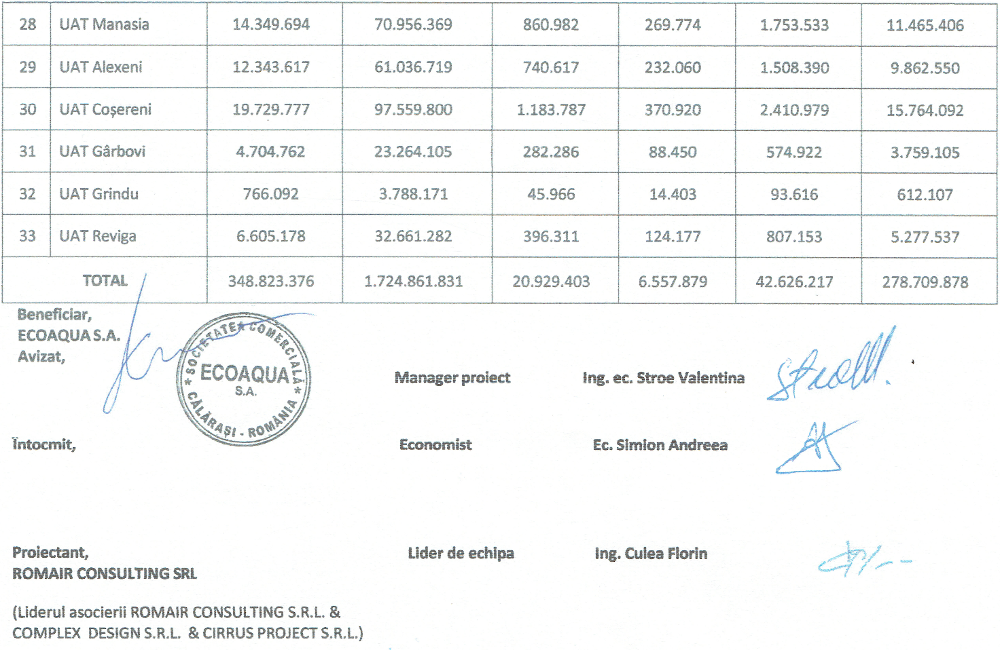 28 UAT Manasia 14.349.694 70.956.369 860.982 269.774 1.753.533 11.465.406
29 UAT Alexeni 12.343.617 61.036.719 740.617 232.060 1.508.390 9.862.550
30 UAT Coșereni 19.729.777 97.559.800 1.183.787 370.920 2.410.979 15.764.092
31 UAT Gârbovi 4.704.762 23.264.105 282.286 88.450 574.922 3.759.105
32 UAT Grindu 766.092 3.788.171 45.966 14.403 93.616 612.107
33 UAT Reviga 6.605.178 32.661.282 396.311 124.177 807.153 5.277.537
TOTAL 348.823.376 1.724.861.831 20.929.403 6.557.879 42.626.217 278.709.878
Beneficiar,
ECOAQUA S.A.
Avizat,
* SOCIETATEA COMERCIALĂ *
ECOAQUA
S.A.
CĂLĂRAȘI - ROMÂNIA
Manager proiect Ing. ec. Stroe Valentina
Întocmit, Economist Ec. Simion Andreea
Proiectant, Lider de echipa Ing. Culea Florin
ROMAIR CONSULTING SRL
(Liderul asocierii ROMAIR CONSULTING S.R.L. &
COMPLEX DESIGN S.R.L. & CIRRUS PROJECT S.R.L.)